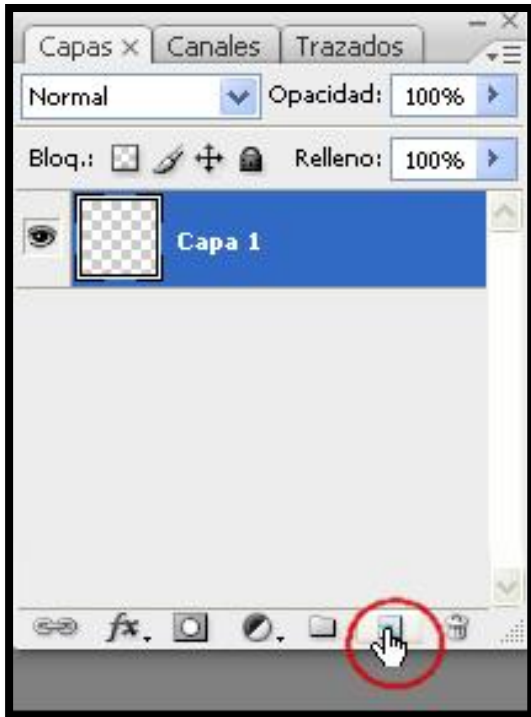 Capas Canales Trazados
Normal Opacidad: 100%
Bloq.: Relleno: 100%
Capa 1
fx.